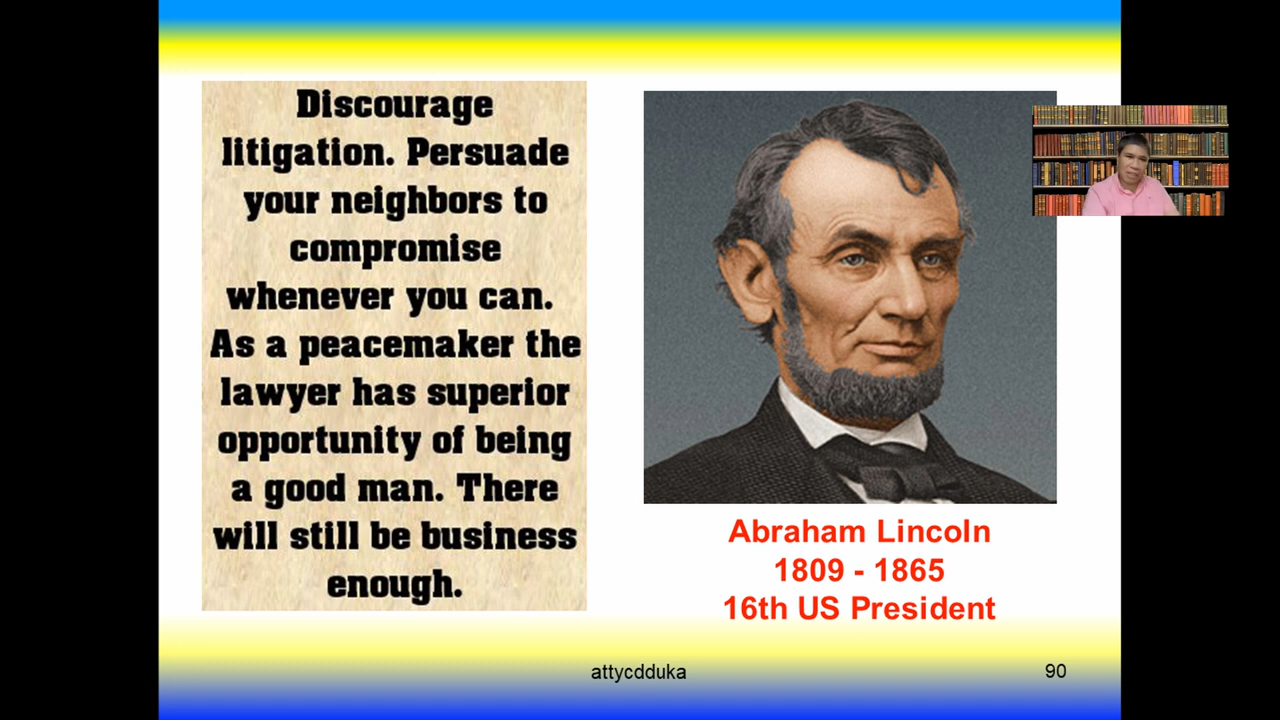 Discourage
litigation. Persuade
your neighbors to
compromise
whenever you can.
As a peacemaker the
lawyer has superior
opportunity of being
a good man. There
will still be business
enough.
Abraham Lincoln
1809 - 1865
16th US President
attycdduka
90